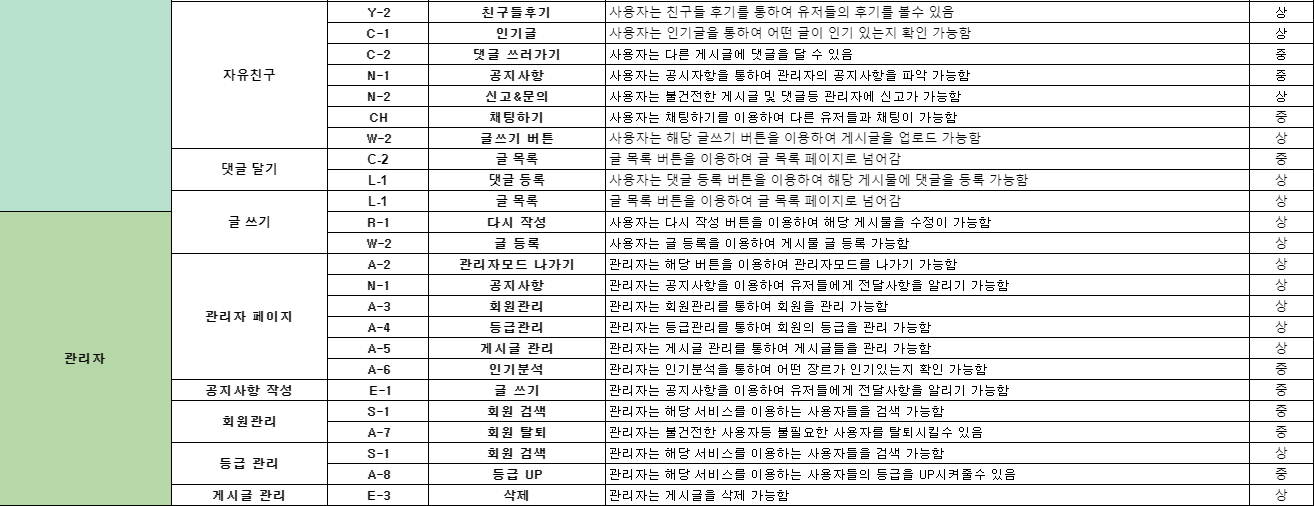 Y-2 친구들후기 사용자는 친구들 후기를 통하여 유저들의 후기를 볼수 있음 상
C-1 인기글 사용자는 인기글을 통하여 어떤 글이 인기 있는지 확인 가능함 상
C-2 댓글 쓰러가기 사용자는 다른 게시글에 댓글을 달 수 있음 중
자유친구 N-1 공지사항 사용자는 공시자항을 통하여 관리자의 공지사항을 파악 가능함 중
N-2 신고&문의 사용자는 불건전한 게시글 및 댓글등 관리자에 신고가 가능함 상
CH 채팅하기 사용자는 채팅하기를 이용하여 다른 유저들과 채팅이 가능함 중
W-2 글쓰기 버튼 사용자는 해당 글쓰기 버튼을 이용하여 게시글을 업로드 가능함 상
댓글 달기 C-2 글 목록 글 목록 버튼을 이용하여 글 목록 페이지로 넘어감 중
L-1 댓글 등록 사용자는 댓글 등록 버튼을 이용하여 해당 게시물에 댓글을 등록 가능함 상
L-1 글 목록 글 목록 버튼을 이용하여 글 목록 페이지로 넘어감 상
글 쓰기 R-1 다시 작성 사용자는 다시 작성 버튼을 이용하여 해당 게시물을 수정이 가능함 상
W-2 글 등록 사용자는 글 등록을 이용하여 게시물 글 등록 가능함 상
A-2 관리자모드 나가기 관리자는 해당 버튼을 이용하여 관리자모드를 나가기 가능함 상
N-1 공지사항 관리자는 공지사항을 이용하여 유저들에게 전달사항을 알리기 가능함 상
관리자 페이지 A-3 회원관리 관리자는 회원관리를 통하여 회원을 관리 가능함 상
A-4 등급관리 관리자는 등급관리를 통하여 회원의 등급을 관리 가능함 상
A-5 게시글 관리 관리자는 게시글 관리를 통하여 게시글들을 관리 가능함 상
관리자 A-6 인기분석 관리자는 인기분석을 통하여 어떤 장르가 인기있는지 확인 가능함 중
공지사항 작성 E-1 글 쓰기 관리자는 공지사항을 이용하여 유저들에게 전달사항을 알리기 가능함 중
회원관리 S-1 회원 검색 관리자는 해당 서비스를 이용하는 사용자들을 검색 가능함 중
A-7 회원 탈퇴 관리자는 불건전한 사용자등 불필요한 사용자를 탈퇴시킬수 있음 중
등급 관리 S-1 회원 검색 관리자는 해당 서비스를 이용하는 사용자들을 검색 가능함 상
A-8 등급 UP 관리자는 해당 서비스를 이용하는 사용자들의 등급을 UP시켜줄수 있음 중
게시글 관리 E-3 삭제 관리자는 게시글을 삭제 가능함 상